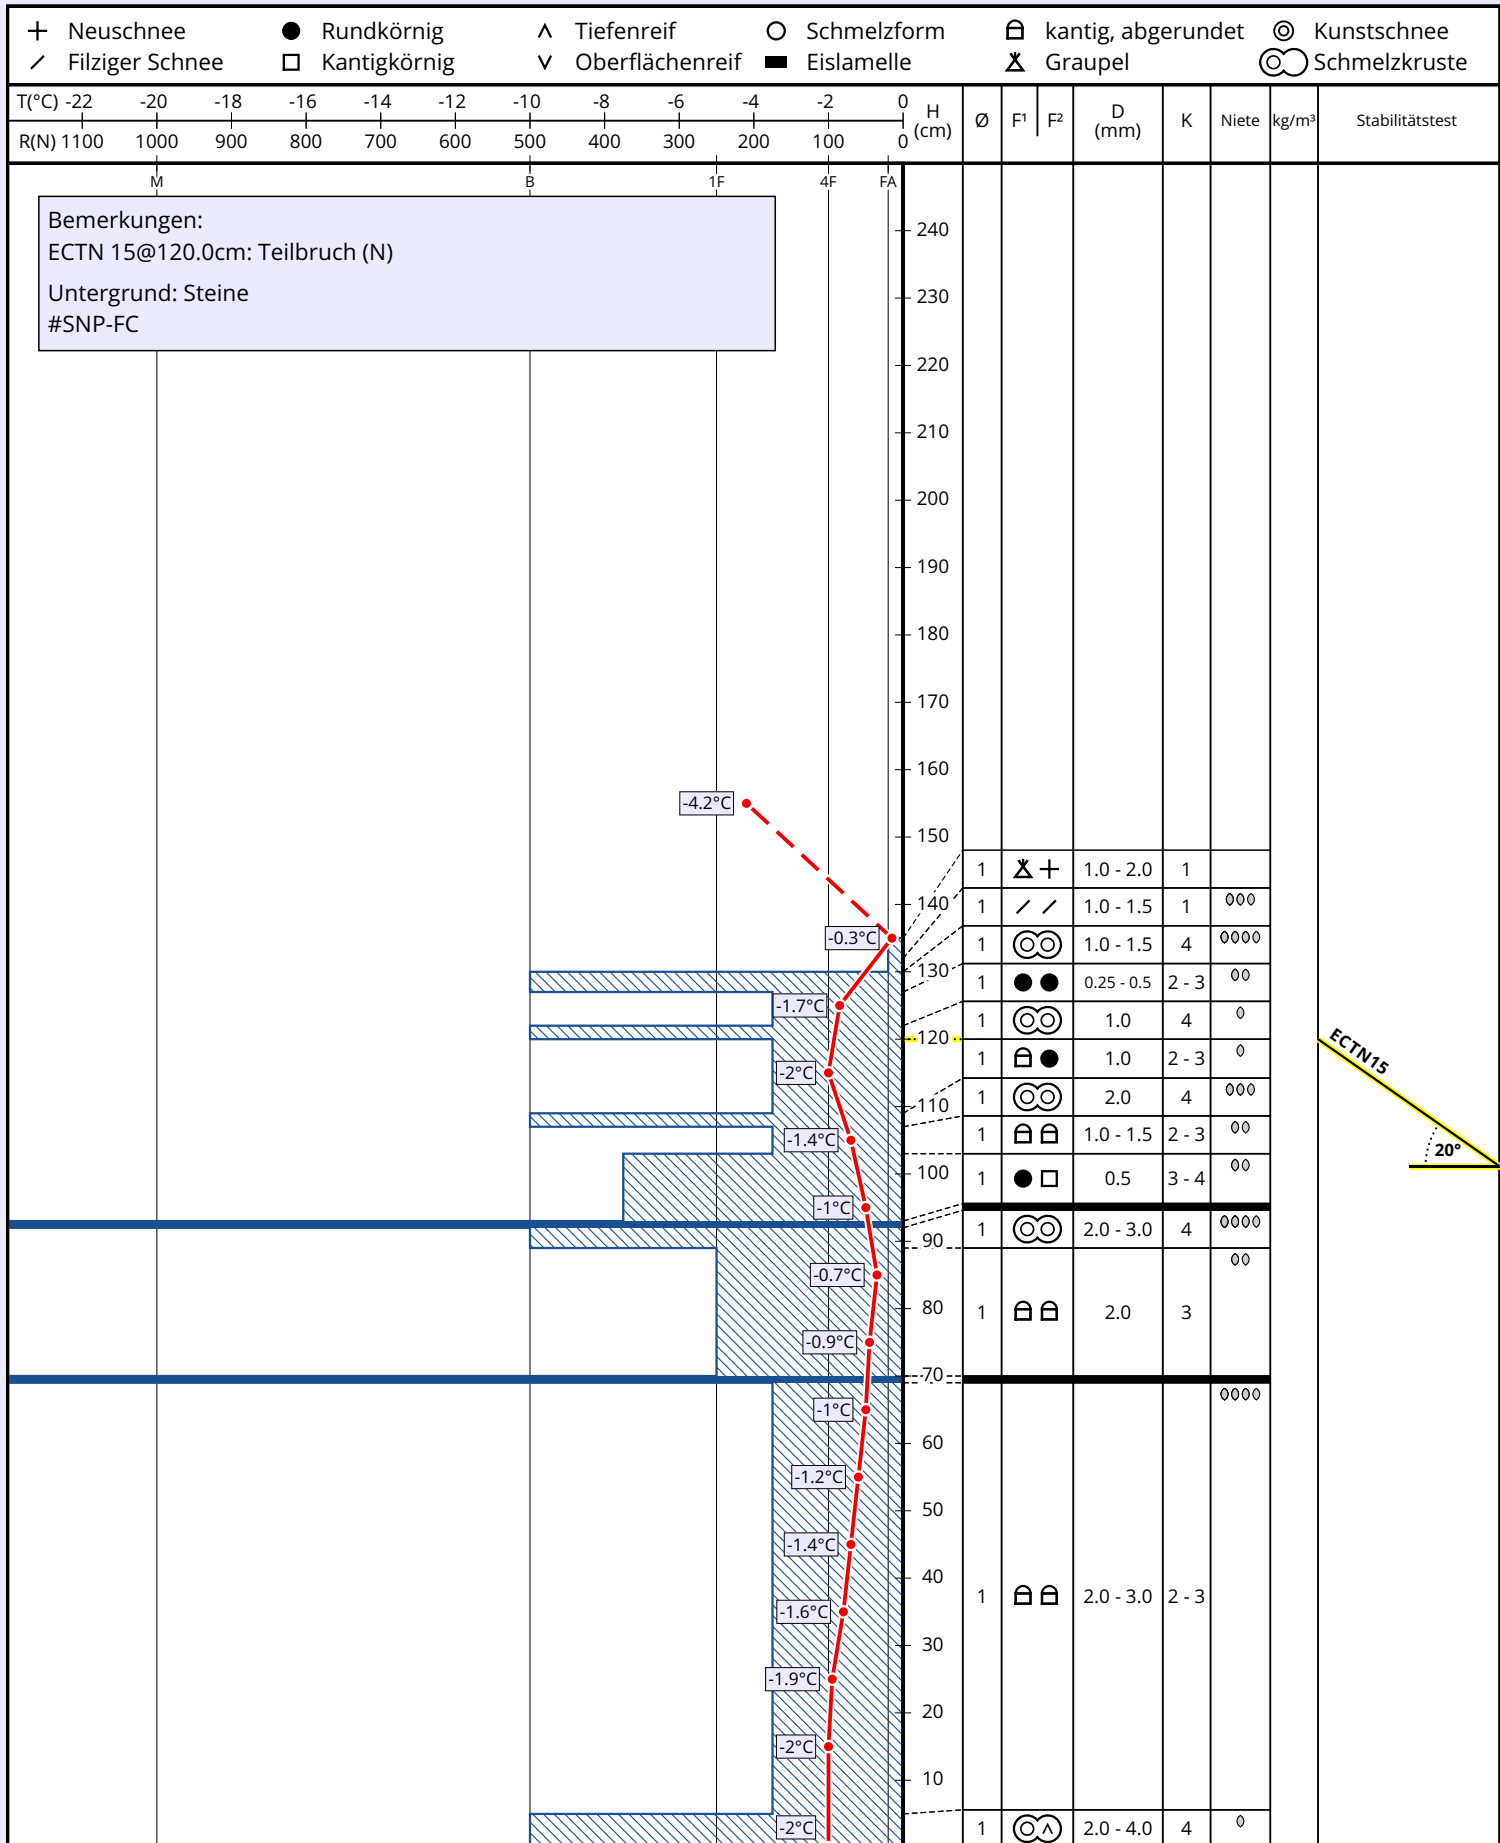 Neuschnee Rundkörnig Tiefenreif Schmelzform kantig, abgerundet Kunstschnee
Filziger Schnee Kantigkörnig Oberflächenreif Eislamelle Graupel Schmelzkruste
T(°C) -22 -20 -18 -16 -14 -12 -10 -8 -6 -4 -2 0
R(N) 1100 1000 900 800 700 600 500 400 300 200 100 0
H (cm) Ø F¹ F² D (mm) K Niete kg/m³ Stabilitätstest
M B 1F 4F FA
Bemerkungen:
ECTN 15@120.0cm: Teilbruch (N)
Untergrund: Steine
#SNP-FC
240
230
220
210
200
190
180
170
160
-4.2°C
150
1 1.0 - 2.0 1
140
1 1.0 - 1.5 1
-0.3°C
1 1.0 - 1.5 4
130
1 0.25 - 0.5 2 - 3
-1.7°C
1 1.0 4
120
ECTN15
1 1.0 2 - 3
-2°C
1 2.0 4
110
1 1.0 - 1.5 2 - 3
-1.4°C
20°
100
1 0.5 3 - 4
-1°C
1 2.0 - 3.0 4
90
-0.7°C
80
1 2.0 3
-0.9°C
70
-1°C
60
-1.2°C
50
-1.4°C
40
1 2.0 - 3.0 2 - 3
-1.6°C
30
-1.9°C
20
-2°C
10
-2°C
1 2.0 - 4.0 4